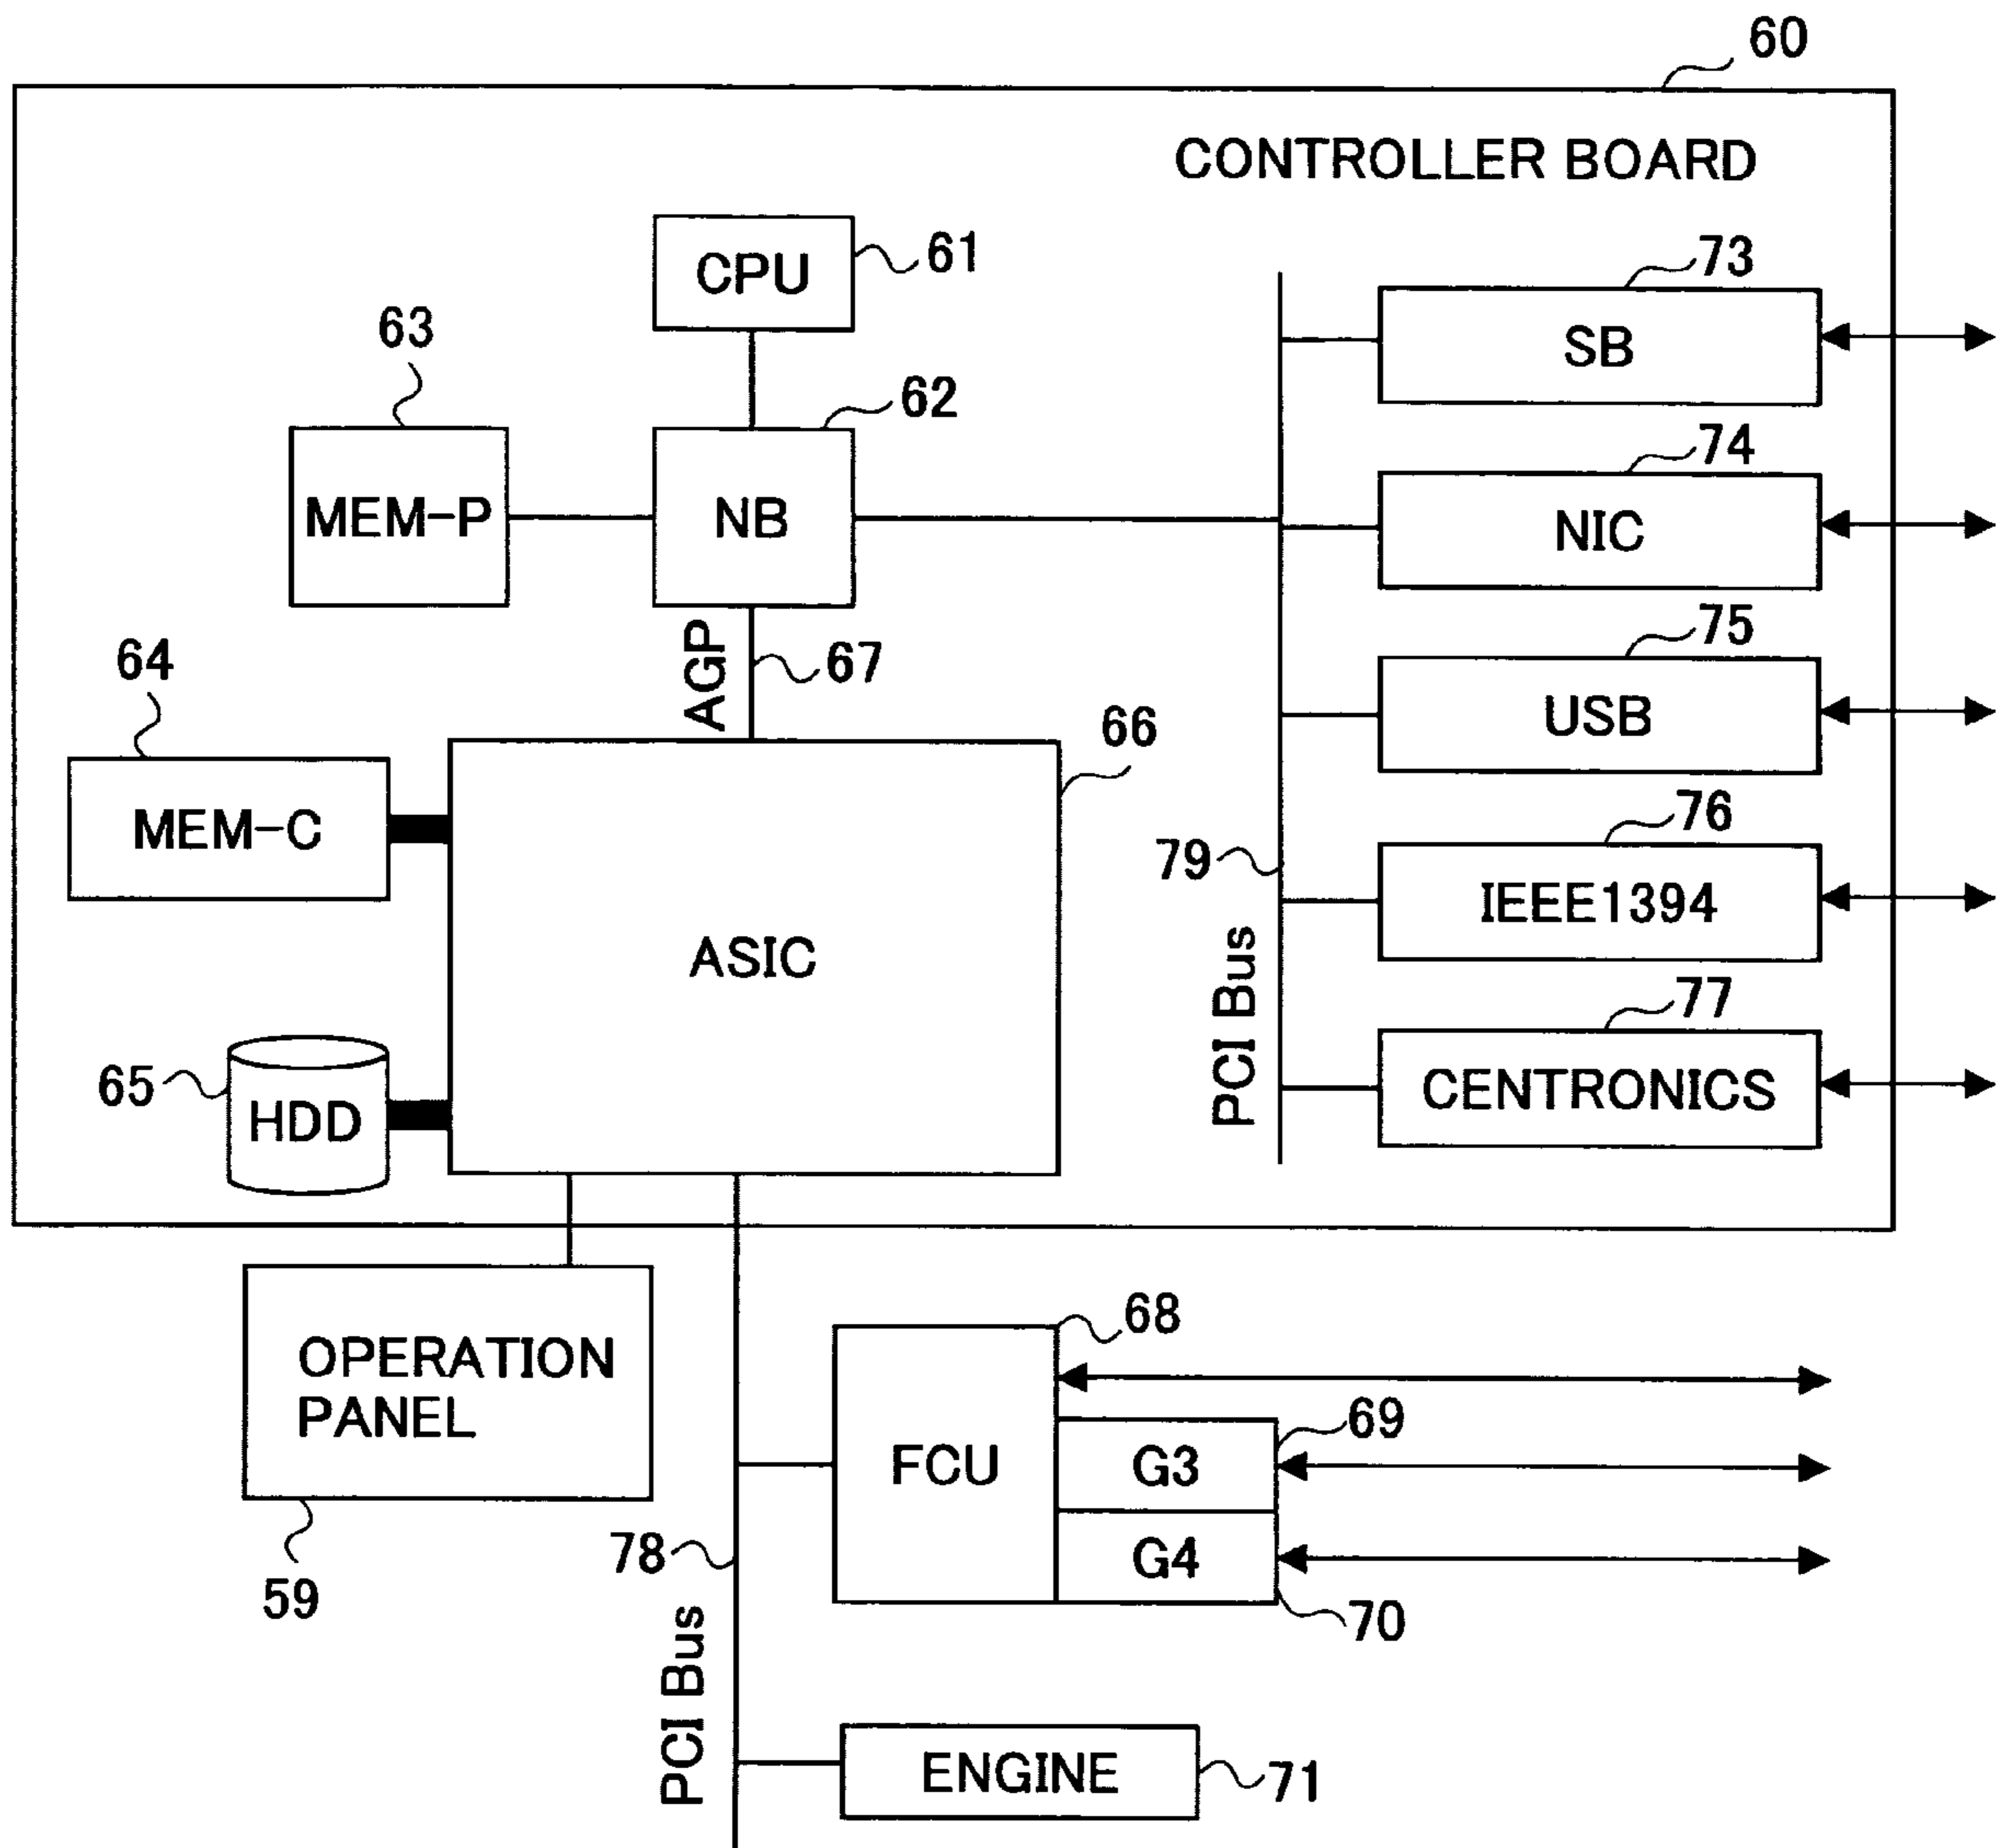 60
CONTROLLER BOARD
CPU
61
73
SB
63
62
MEM-P
NB
74
NIC
64
AGP
67
75
USB
66
MEM-C
76
79
IEEE1394
ASIC
PCI Bus
77
65
HDD
CENTRONICS
OPERATION
PANEL
68
69
FCU
G3
G4
78
59
70
PCI Bus
ENGINE
71